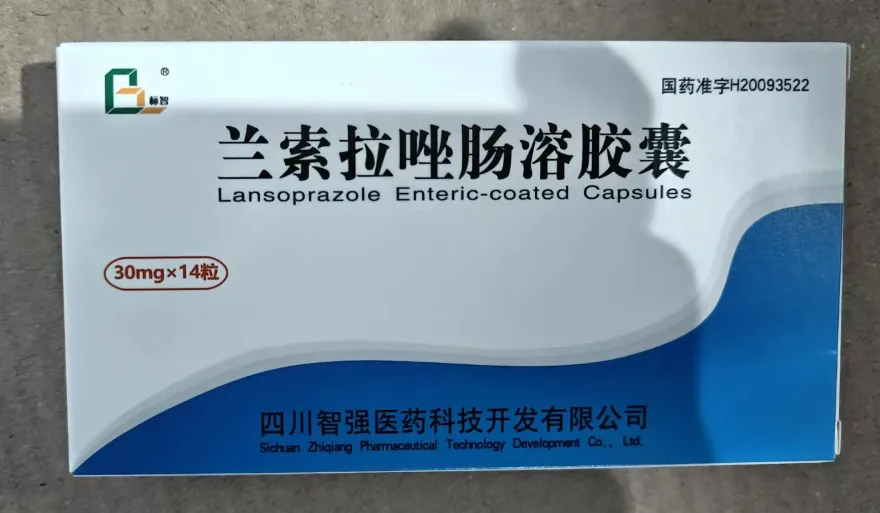 标智®
国药准字H20093522
兰索拉唑肠溶胶囊
Lansoprazole Enteric-coated Capsules
30mg×14粒
四川智强医药科技开发有限公司
Sichuan Zhiqiang Pharmaceutical Technology Development Co., Ltd.